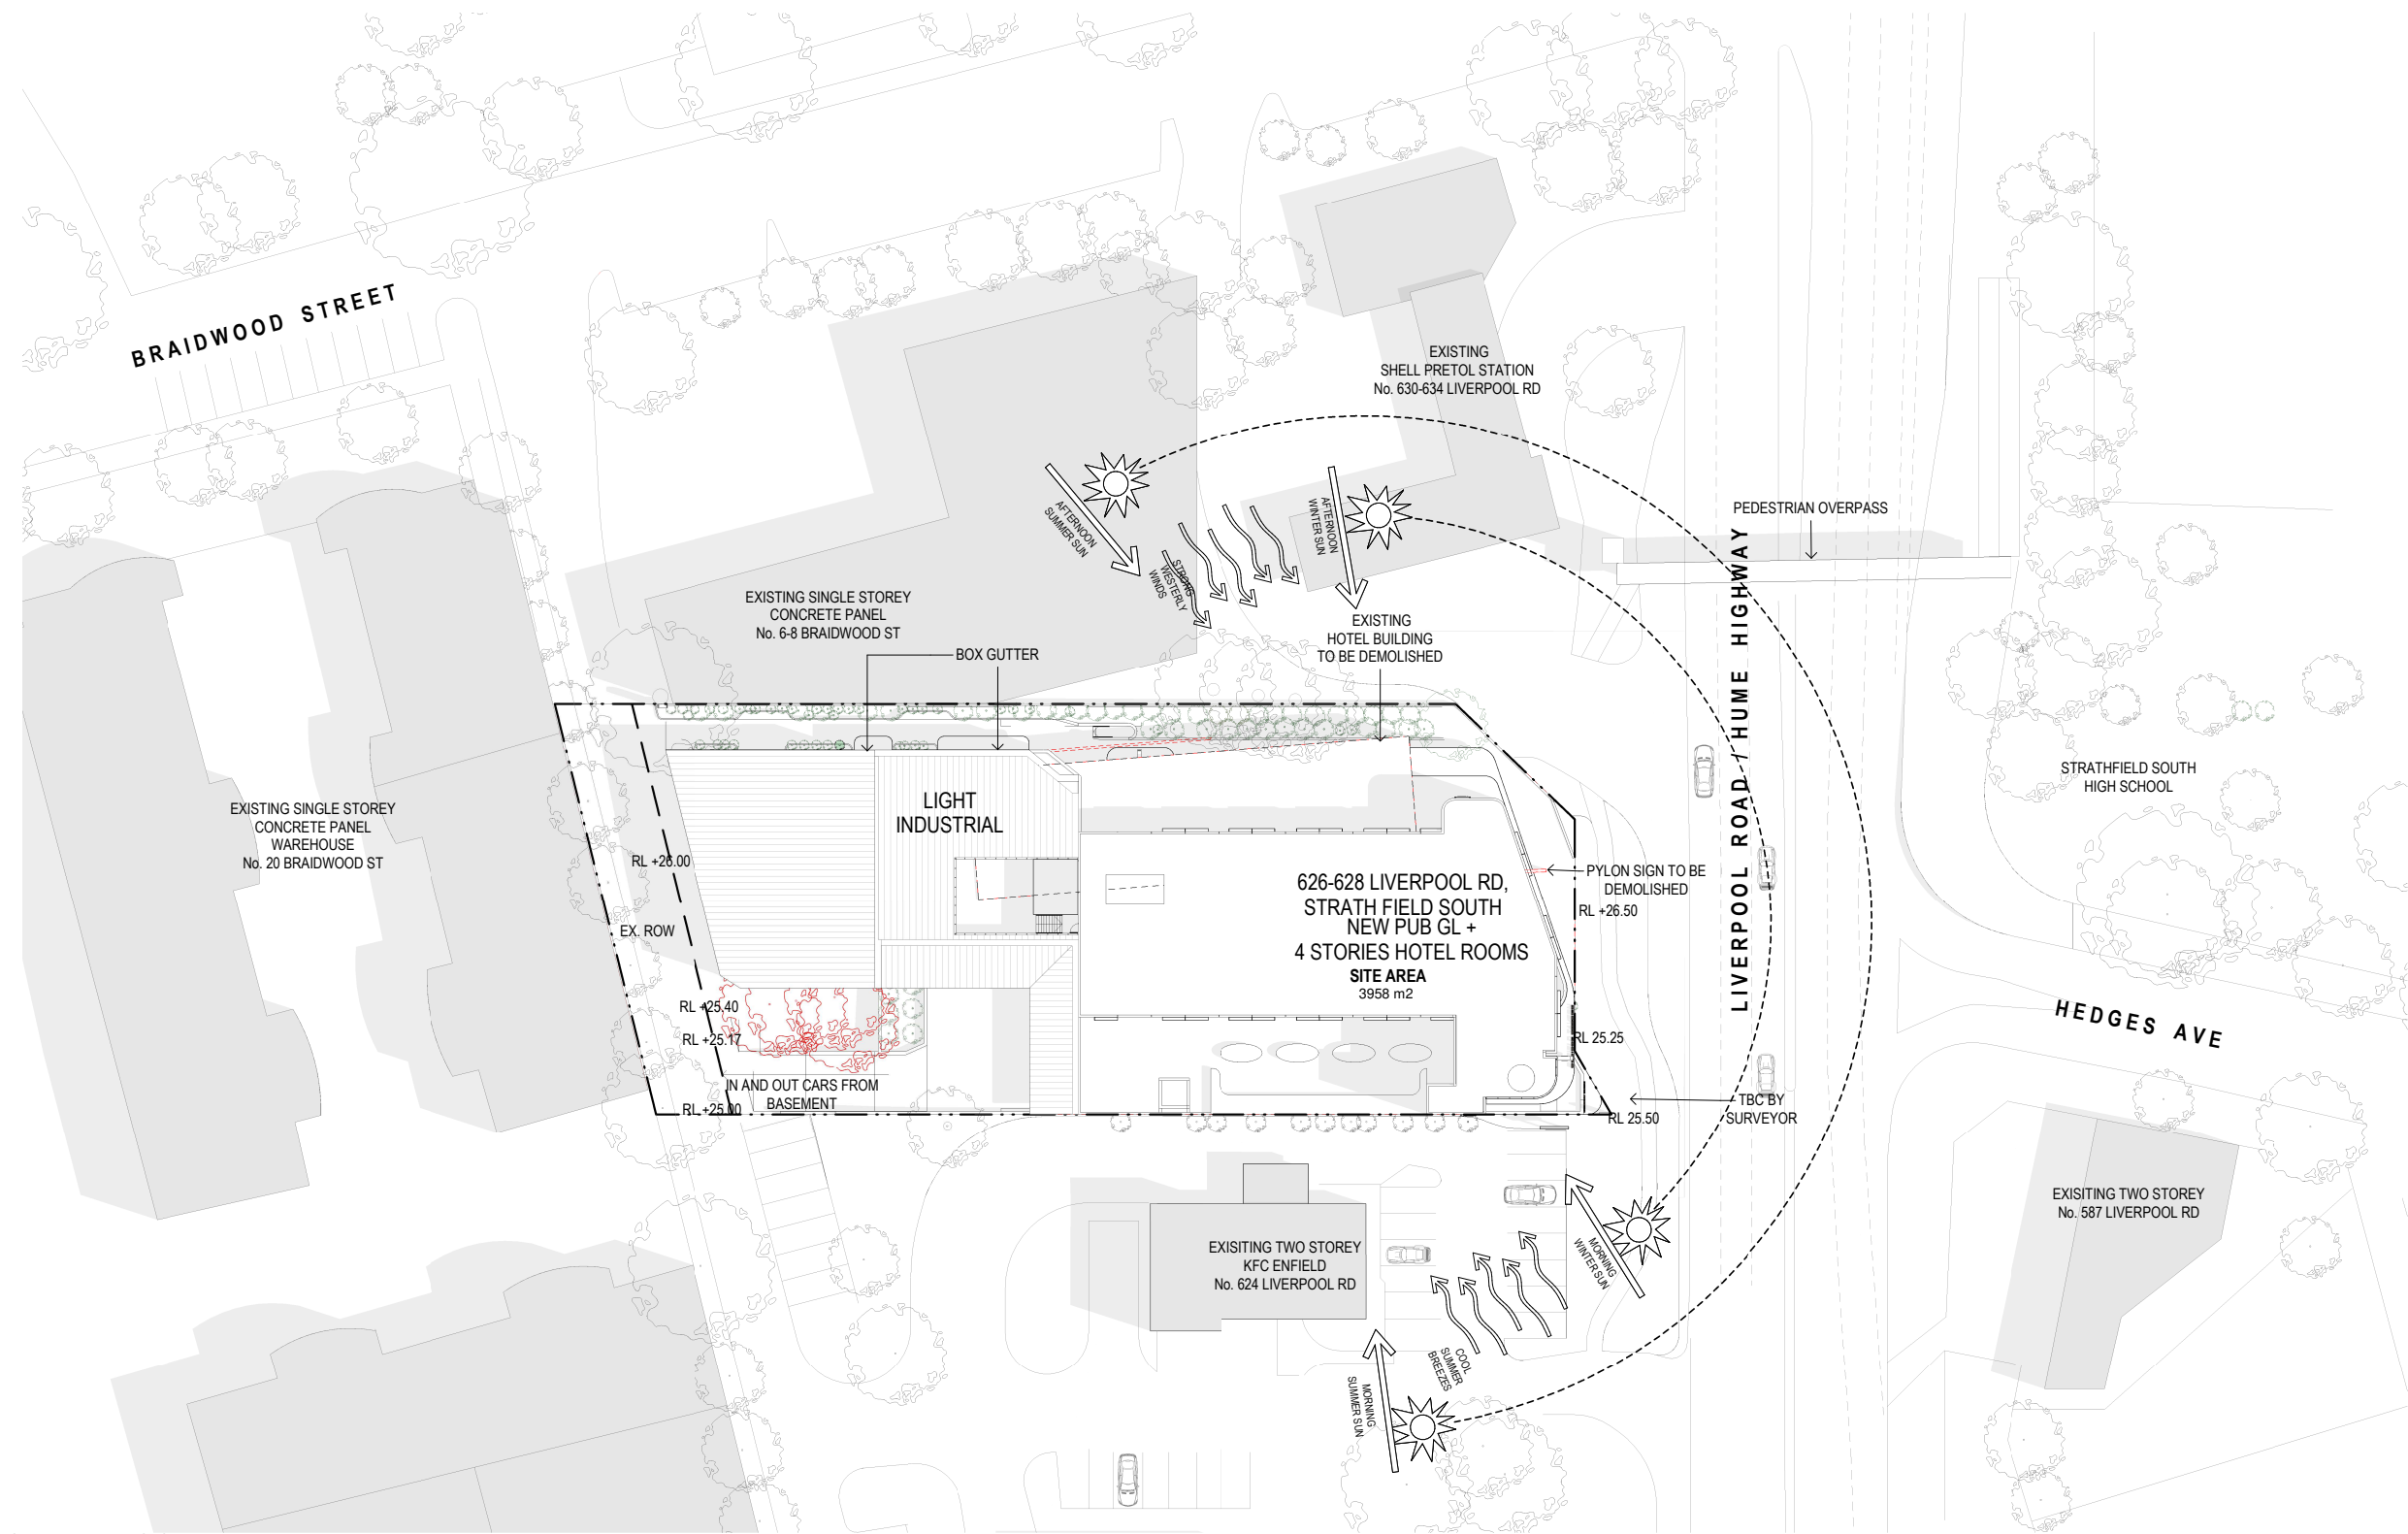 BRAIDWOOD STREET
EXISTING
SHELL PRETOL STATION
No. 630-634 LIVERPOOL RD
AFTERNOON
SUMMER SUN
AFTERNOON
WINTER SUN
STRONG
WESTERLY
WINDS
PEDESTRIAN OVERPASS
EXISTING SINGLE STOREY
CONCRETE PANEL
No. 6-8 BRAIDWOOD ST
BOX GUTTER
EXISTING
HOTEL BUILDING
TO BE DEMOLISHED
LIVERPOOL ROAD / HUME HIGHWAY
STRATHFIELD SOUTH
HIGH SCHOOL
EXISTING SINGLE STOREY
CONCRETE PANEL
WAREHOUSE
No. 20 BRAIDWOOD ST
LIGHT
INDUSTRIAL
RL +26.00
EX. ROW
626-628 LIVERPOOL RD,
STRATH FIELD SOUTH
NEW PUB GL +
4 STORIES HOTEL ROOMS
SITE AREA
3958 m2
PYLON SIGN TO BE
DEMOLISHED
RL +26.50
RL +25.40
RL +25.17
RL 25.25
HEDGES AVE
IN AND OUT CARS FROM
BASEMENT
RL +25.00
RL 25.50
TBC BY
SURVEYOR
EXISITING TWO STOREY
KFC ENFIELD
No. 624 LIVERPOOL RD
MORNING
WINTER SUN
COOL
SUMMER
BREEZES
MORNING
SUMMER SUN
EXISITING TWO STOREY
No. 587 LIVERPOOL RD